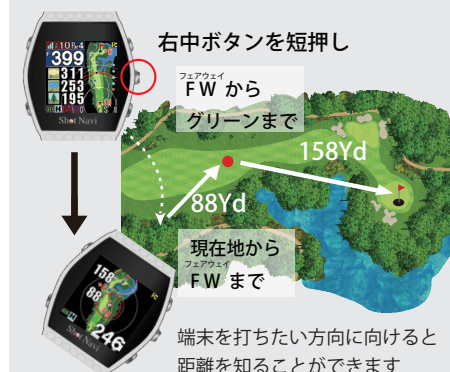 10 P.4
399
311
253
195
Shot Navi
右中ボタンを短押し
フェアウェイ
FW から
グリーンまで
158Yd
88Yd
現在地から
フェアウェイ
FW まで
158
88
246
Shot Navi
端末を打ちたい方向に向けると
距離を知ることができます